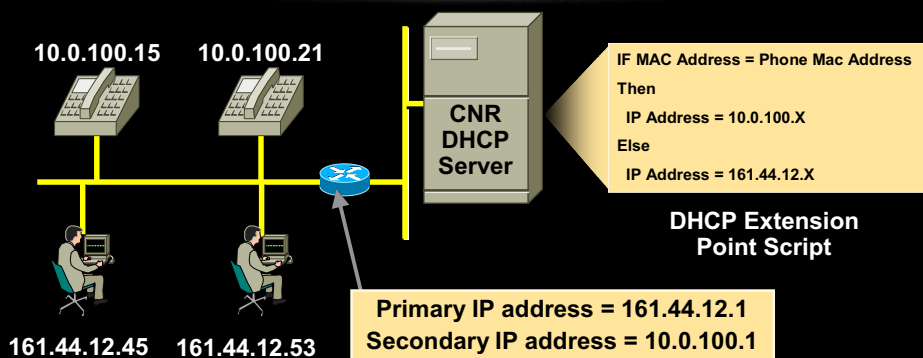 10.0.100.15
10.0.100.21
CNR
DHCP
Server
IF MAC Address = Phone Mac Address
Then
IP Address = 10.0.100.X
Else
IP Address = 161.44.12.X
DHCP Extension
Point Script
Primary IP address = 161.44.12.1
Secondary IP address = 10.0.100.1
161.44.12.45
161.44.12.53